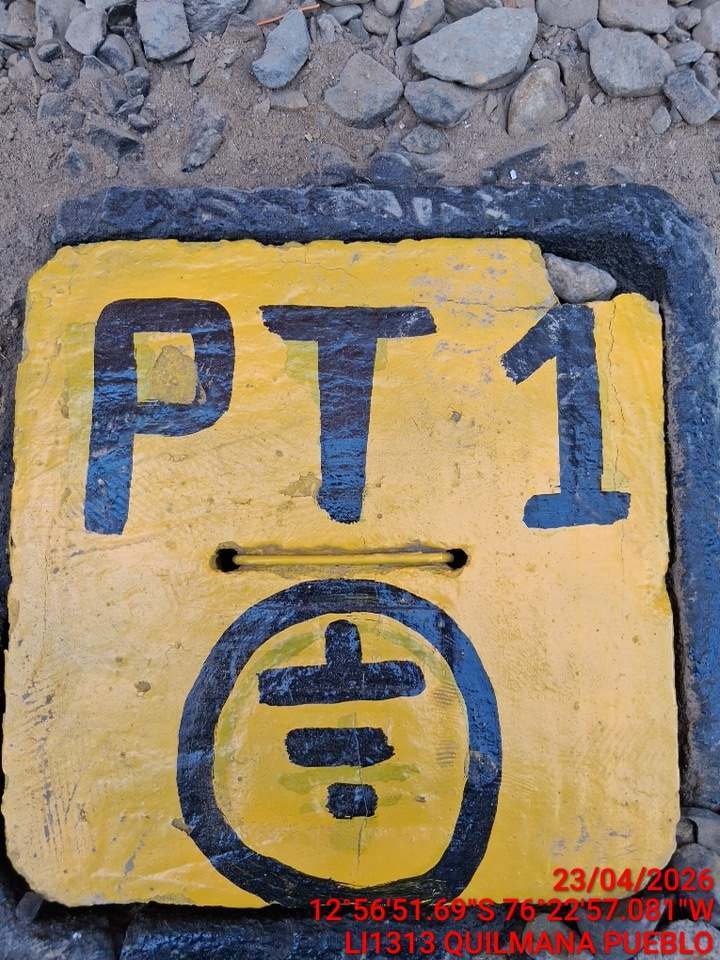 PT1
23/04/2026
12°56'51.69"S 76°22'57.081"W
LI1313 QUILMANA PUEBLO